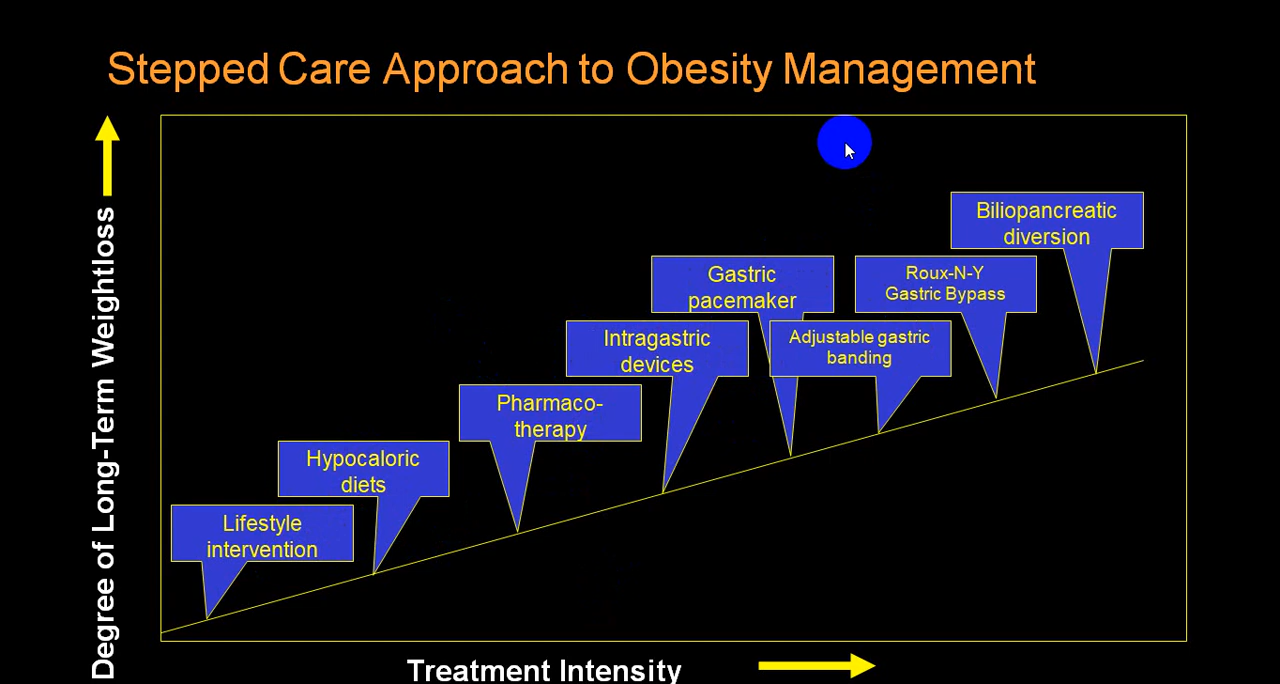 Stepped Care Approach to Obesity Management
Degree of Long-Term Weightloss
Biliopancreatic
diversion
Gastric
pacemaker
Roux-N-Y
Gastric Bypass
Intragastric
devices
Adjustable gastric
banding
Pharmaco-
therapy
Hypocaloric
diets
Lifestyle
intervention
Treatment Intensity